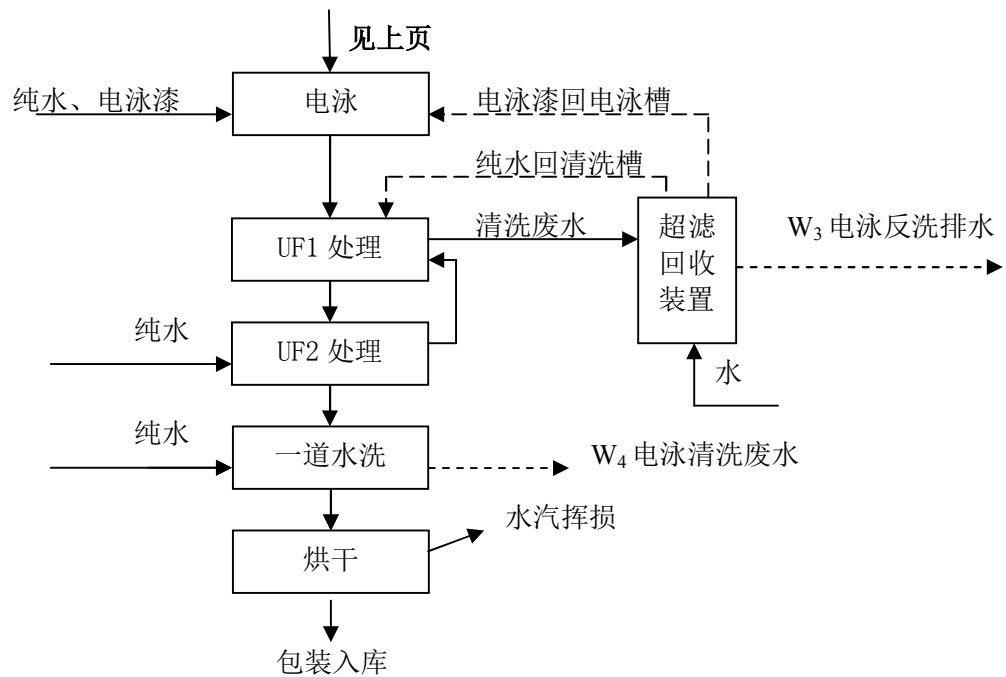 见上页
纯水、电泳漆
电泳
电泳漆回电泳槽
纯水回清洗槽
UF1 处理
清洗废水
超滤
回收
装置
W₃ 电泳反洗排水
纯水
UF2 处理
水
纯水
一道水洗
W₄ 电泳清洗废水
水汽挥损
烘干
包装入库